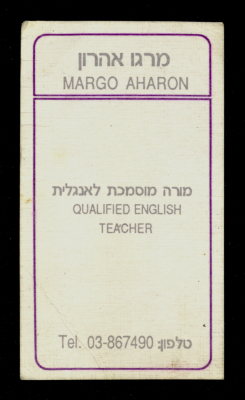 מרגו אהרון
MARGO AHARON
מורה מוסמכת לאנגלית
QUALIFIED ENGLISH
TEACHER
Tel. 03-867490 :טלפון